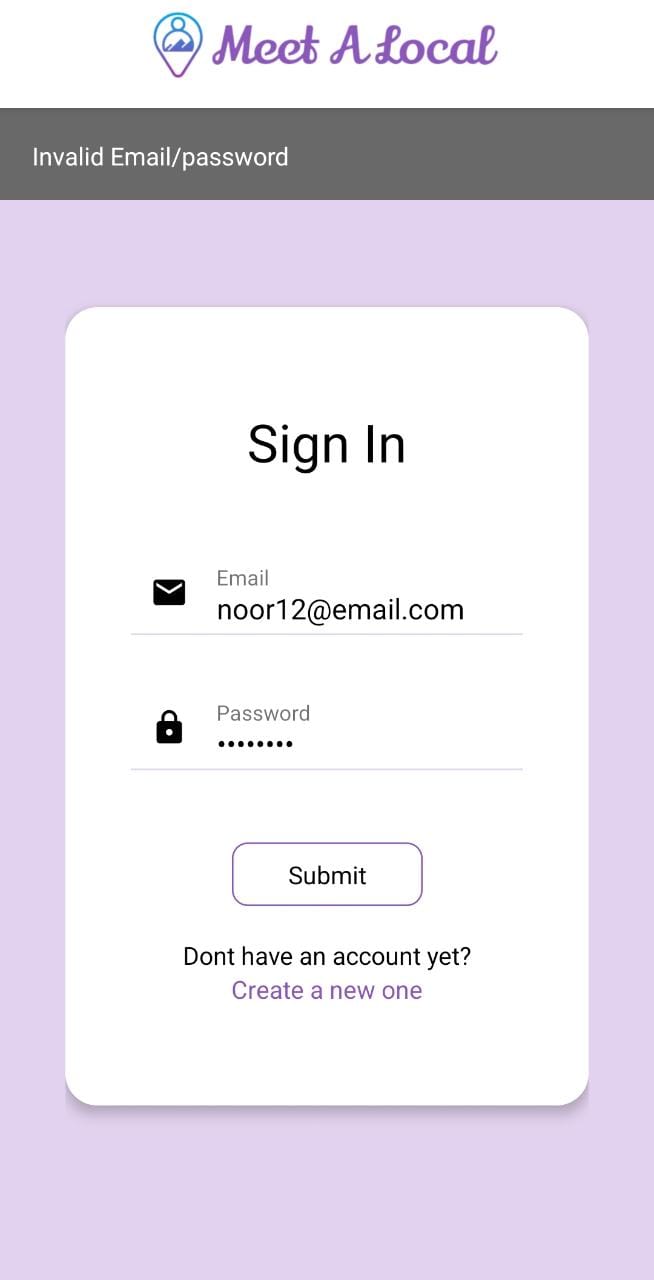 Meet A Local
Invalid Email/password
Sign In
Email
noor12@email.com
Password
••••••••
Submit
Dont have an account yet?
Create a new one